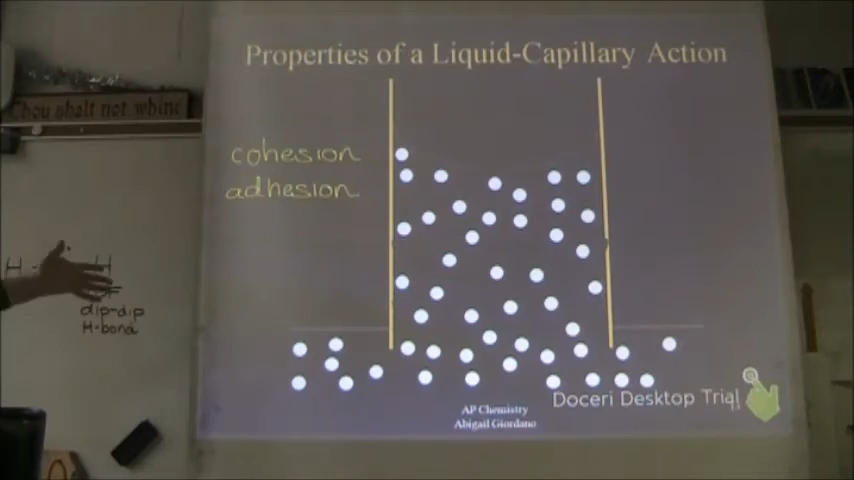 Properties of a Liquid-Capillary Action
Thou shalt not whine
cohesion
adhesion
H
H
dip-dip
H-bond
Doceri Desktop Trial
AP Chemistry
Abigail Giordano